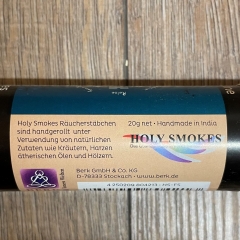 Holy Smokes Räucherstäbchen
sind handgerollt unter
Verwendung von natürlichen
Zutaten wie Kräutern, Harzen
ätherischen Ölen und Hölzern.
20g net • Handmade in India
HOLY SMOKES
Berk GmbH & Co. KG
D-78333 Stockach • www.berk.de